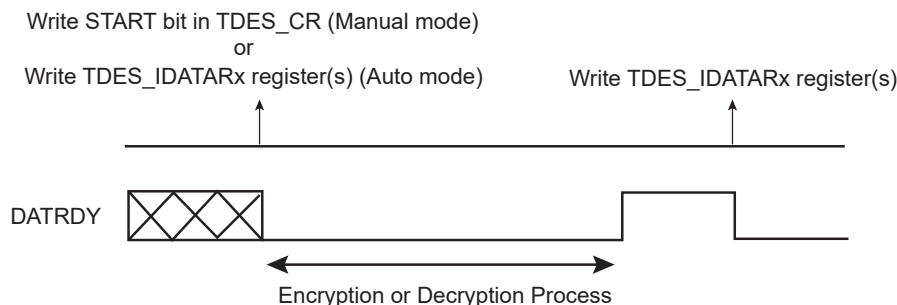 Write START bit in TDES_CR (Manual mode)
or
Write TDES_IDATARx register(s) (Auto mode)
Write TDES_IDATARx register(s)
DATRDY
Encryption or Decryption Process